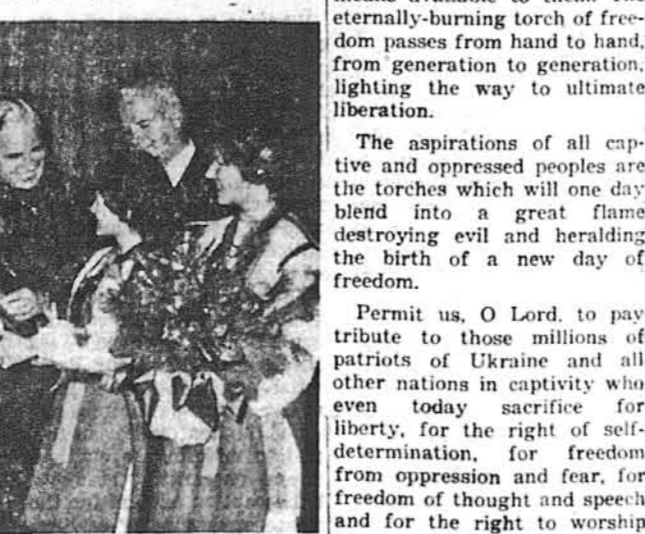 eternally-burning torch of free-
dom passes from hand to hand,
from generation to generation,
lighting the way to ultimate
liberation.
The aspirations of all cap-
tive and oppressed peoples are
the torches which will one day
blend into a great flame
destroying evil and heralding
the birth of a new day of
freedom.
Permit us, O Lord, to pay
tribute to those millions of
patriots of Ukraine and all
other nations in captivity who
even today sacrifice for
liberty, for the right of self-
determination, for freedom
from oppression and fear, for
freedom of thought and speech
and for the right to worship